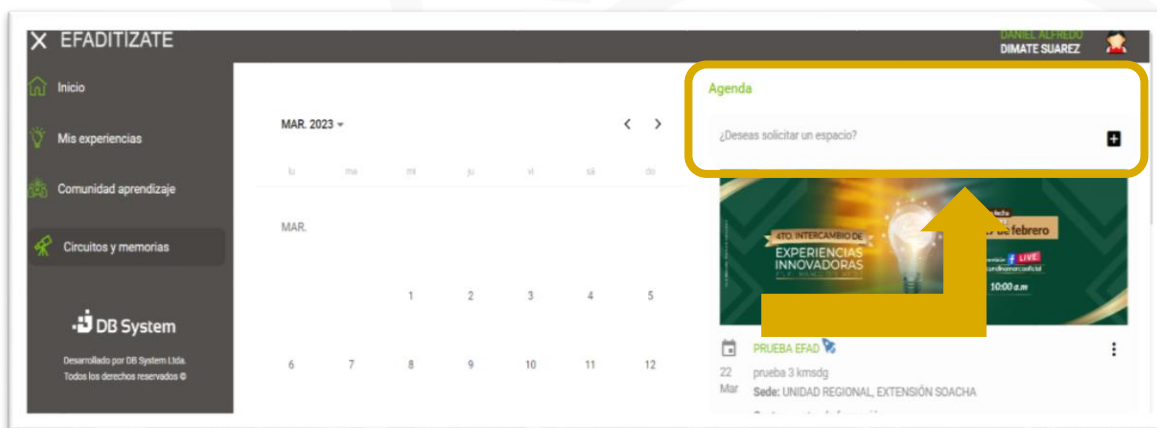 EFADITIZATE
DANIEL ALFREDO
DIMATE SUAREZ
Inicio
Mis experiencias
Comunidad aprendizaje
Circuitos y memorias
DB System
Desarrollado por DB System Ltda.
Todos los derechos reservados ©
MAR. 2023
lu ma mi ju vi sá do
MAR.
1 2 3 4 5
6 7 8 9 10 11 12
Agenda
¿Deseas solicitar un espacio?
4TO. INTERCAMBIO DE
EXPERIENCIAS
INNOVADORAS
de febrero
LIVE
10:00 a.m
PRUEBA EFAD
22 prueba 3 kmsdg
Mar Sede: UNIDAD REGIONAL, EXTENSIÓN SOACHA